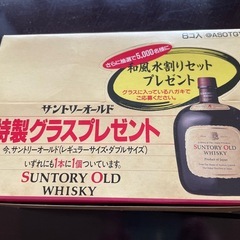 6コ入 @ASOTG
さらに抽選で5,000名様に
和風水割りセット
プレゼント
グラスに入っているハガキで
ご応募ください。
サントリーオールド
特製グラスプレゼント
今、サントリーオールド(レギュラーサイズ・ダブルサイズ)
いずれにも1本に1個ついています。
SUNTORY OLD
WHISKY
SUNTORY OLD
WHISKY